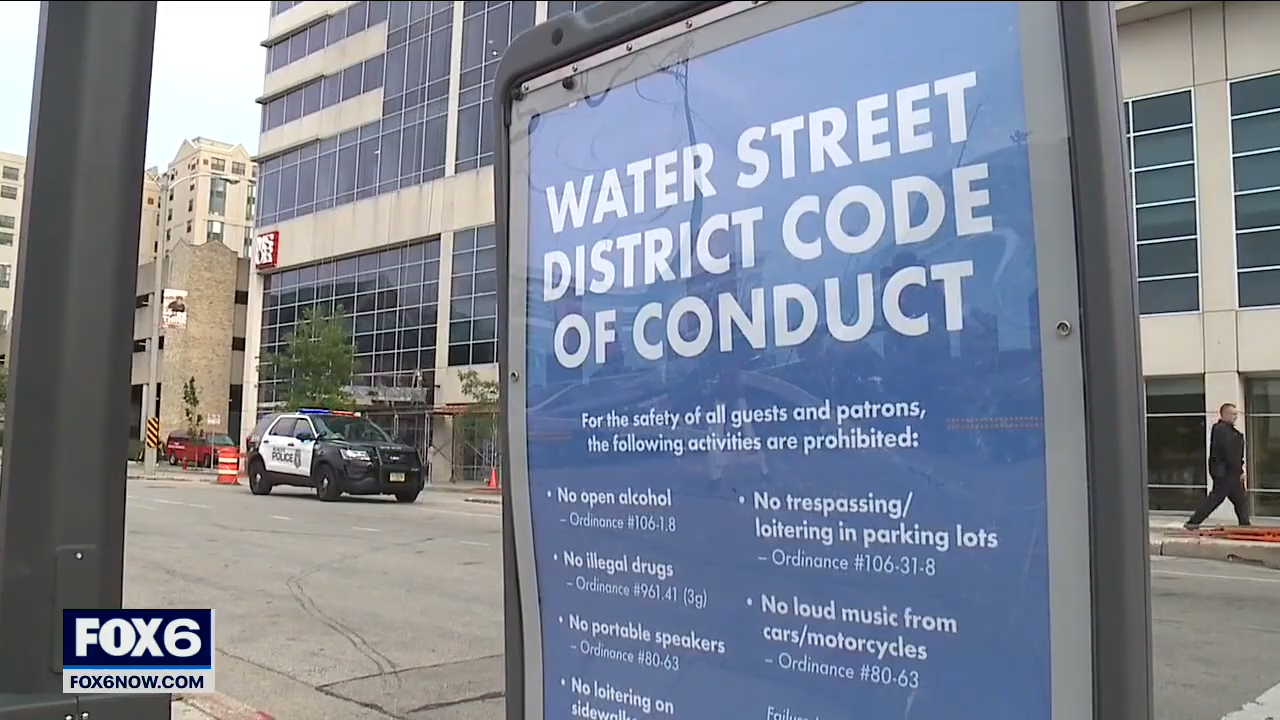 WATER STREET
DISTRICT CODE
OF CONDUCT
For the safety of all guests and patrons,
the following activities are prohibited:
• No open alcohol
– Ordinance #106-1.8
• No illegal drugs
– Ordinance #961.41 (3g)
• No portable speakers
– Ordinance #80-63
• No loitering on
sidewalks
• No trespassing/
loitering in parking lots
– Ordinance #106-31-8
• No loud music from
cars/motorcycles
– Ordinance #80-63
Failure
POLICE
FOX6
FOX6NOW.COM